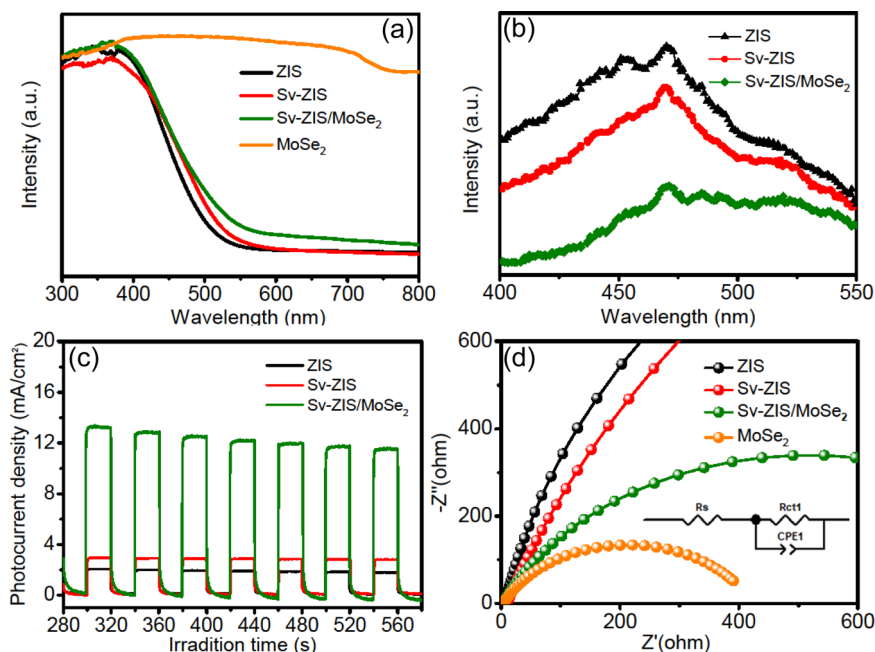 (a)
ZIS
Sv-ZIS
Sv-ZIS/MoSe₂
MoSe₂
Intensity (a.u.)
300 400 500 600 700 800
Wavelength (nm)
(b)
ZIS
Sv-ZIS
Sv-ZIS/MoSe₂
Intensity (a.u.)
400 450 500 550
Wavelength (nm)
(c)
ZIS
Sv-ZIS
Sv-ZIS/MoSe₂
Photocurrent density (mA/cm²)
20
16
12
8
4
0
280 320 360 400 440 480 520 560
Irradition time (s)
(d)
ZIS
Sv-ZIS
Sv-ZIS/MoSe₂
MoSe₂
Rs
Rct1
CPE1
-Z''(ohm)
600
400
200
0
0 200 400 600
Z'(ohm)